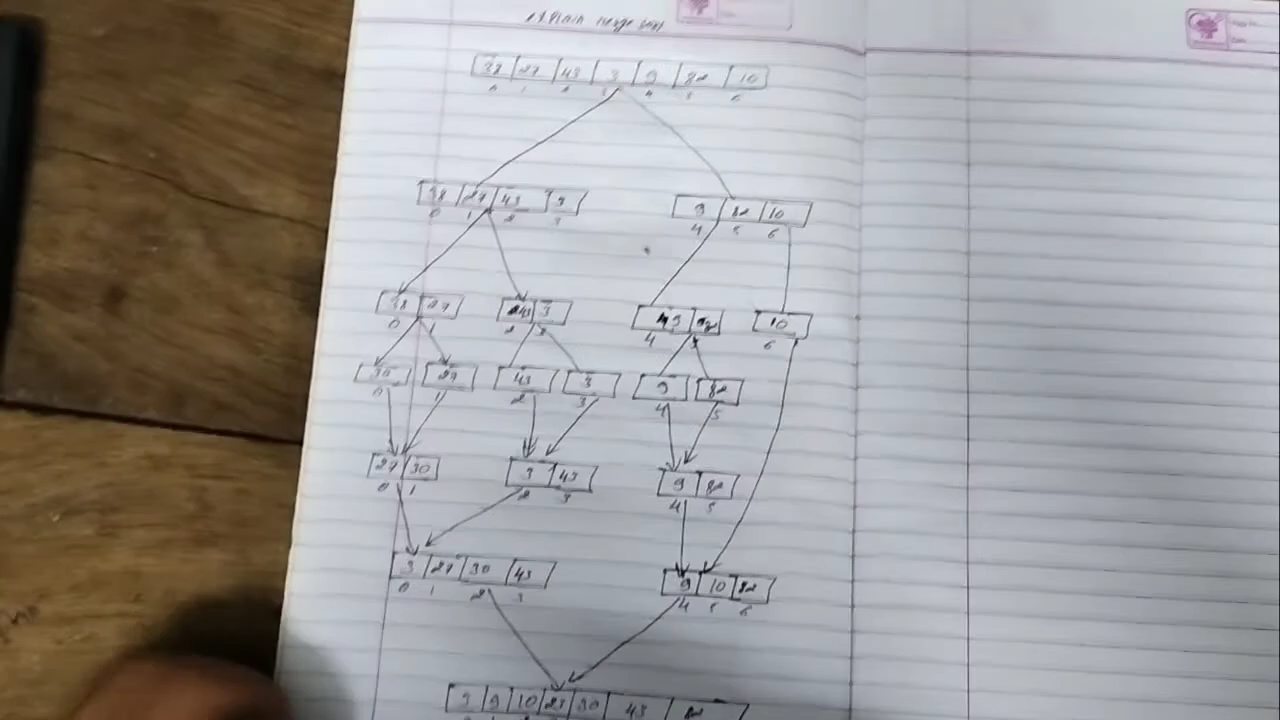 explain merge sort
38 27 43 3 9 82 10
0 1 2 3 4 5 6
38 27 43 3 9 82 10
0 1 2 3 4 5 6
38 27 43 3 9 82 10
0 1 2 3 4 5 6
27 43 3 9 82
0 1 2 3 4 5
27 30 3 43 9 82
0 1 2 3 4 5
3 27 30 43 9 10 82
0 1 2 3 4 5 6
3 9 10 27 30 43 82